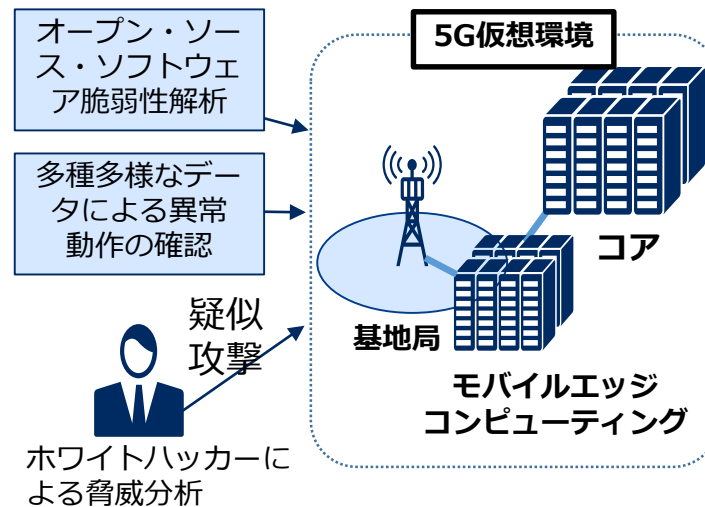 オープン・ソー
ス・ソフトウェ
ア脆弱性解析
多種多様なデー
タによる異常
動作の確認
疑似
攻撃
ホワイトハッカーに
よる脅威分析
5G仮想環境
コア
基地局
モバイルエッジ
コンピューティング